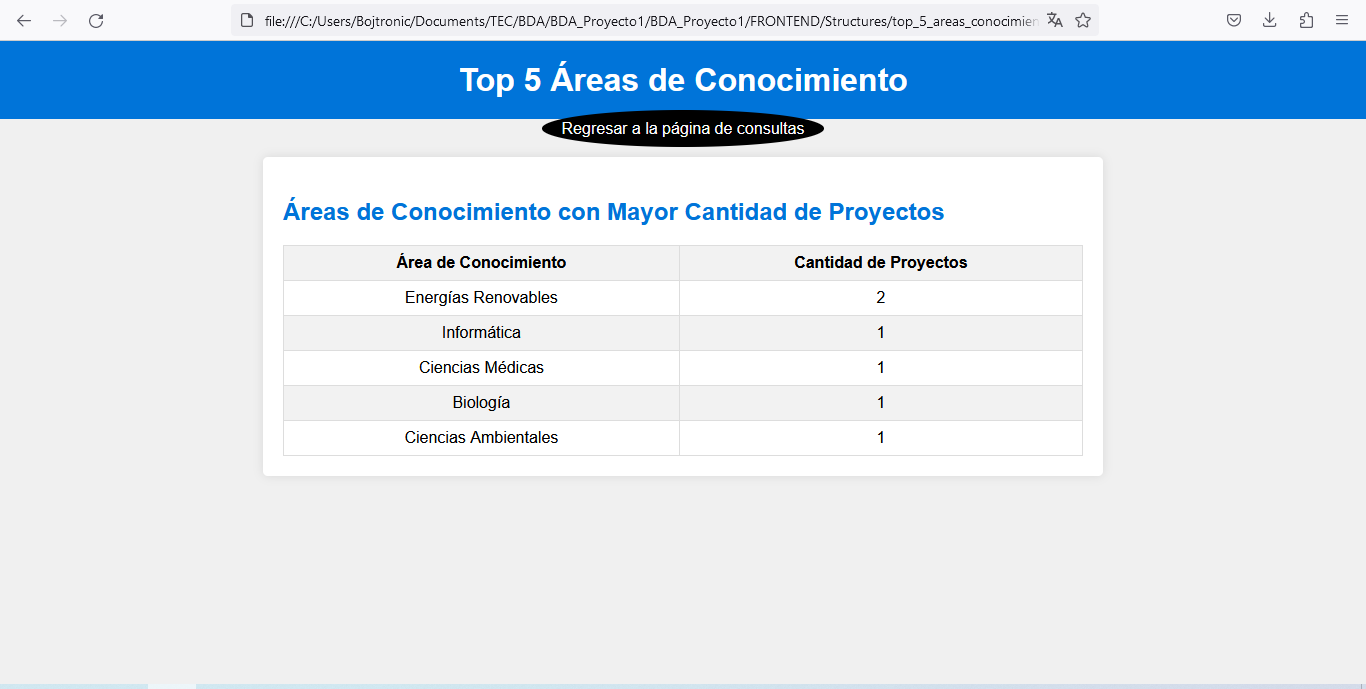 file:///C:/Users/Bojtronic/Documents/TEC/BDA/BDA_Proyecto1/BDA_Proyecto1/FRONTEND/Structures/top_5_areas_conocimien
Top 5 Áreas de Conocimiento
Regresar a la página de consultas
Áreas de Conocimiento con Mayor Cantidad de Proyectos
Área de Conocimiento Cantidad de Proyectos
Energías Renovables 2
Informática 1
Ciencias Médicas 1
Biología 1
Ciencias Ambientales 1